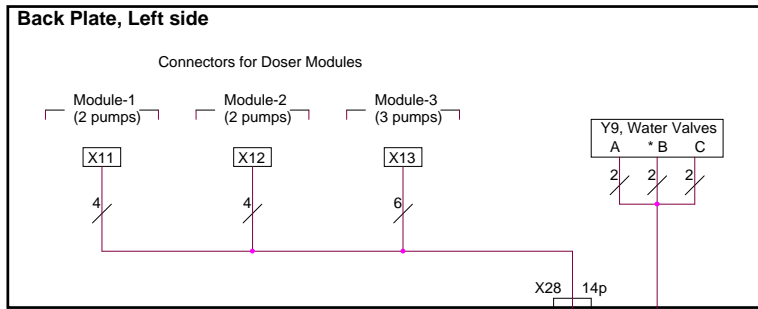 Back Plate, Left side
Connectors for Doser Modules
Module-1
(2 pumps)
Module-2
(2 pumps)
Module-3
(3 pumps)
Y9, Water Valves
A * B C
X11
X12
X13
2 2 2
4 4 6
X28 14p